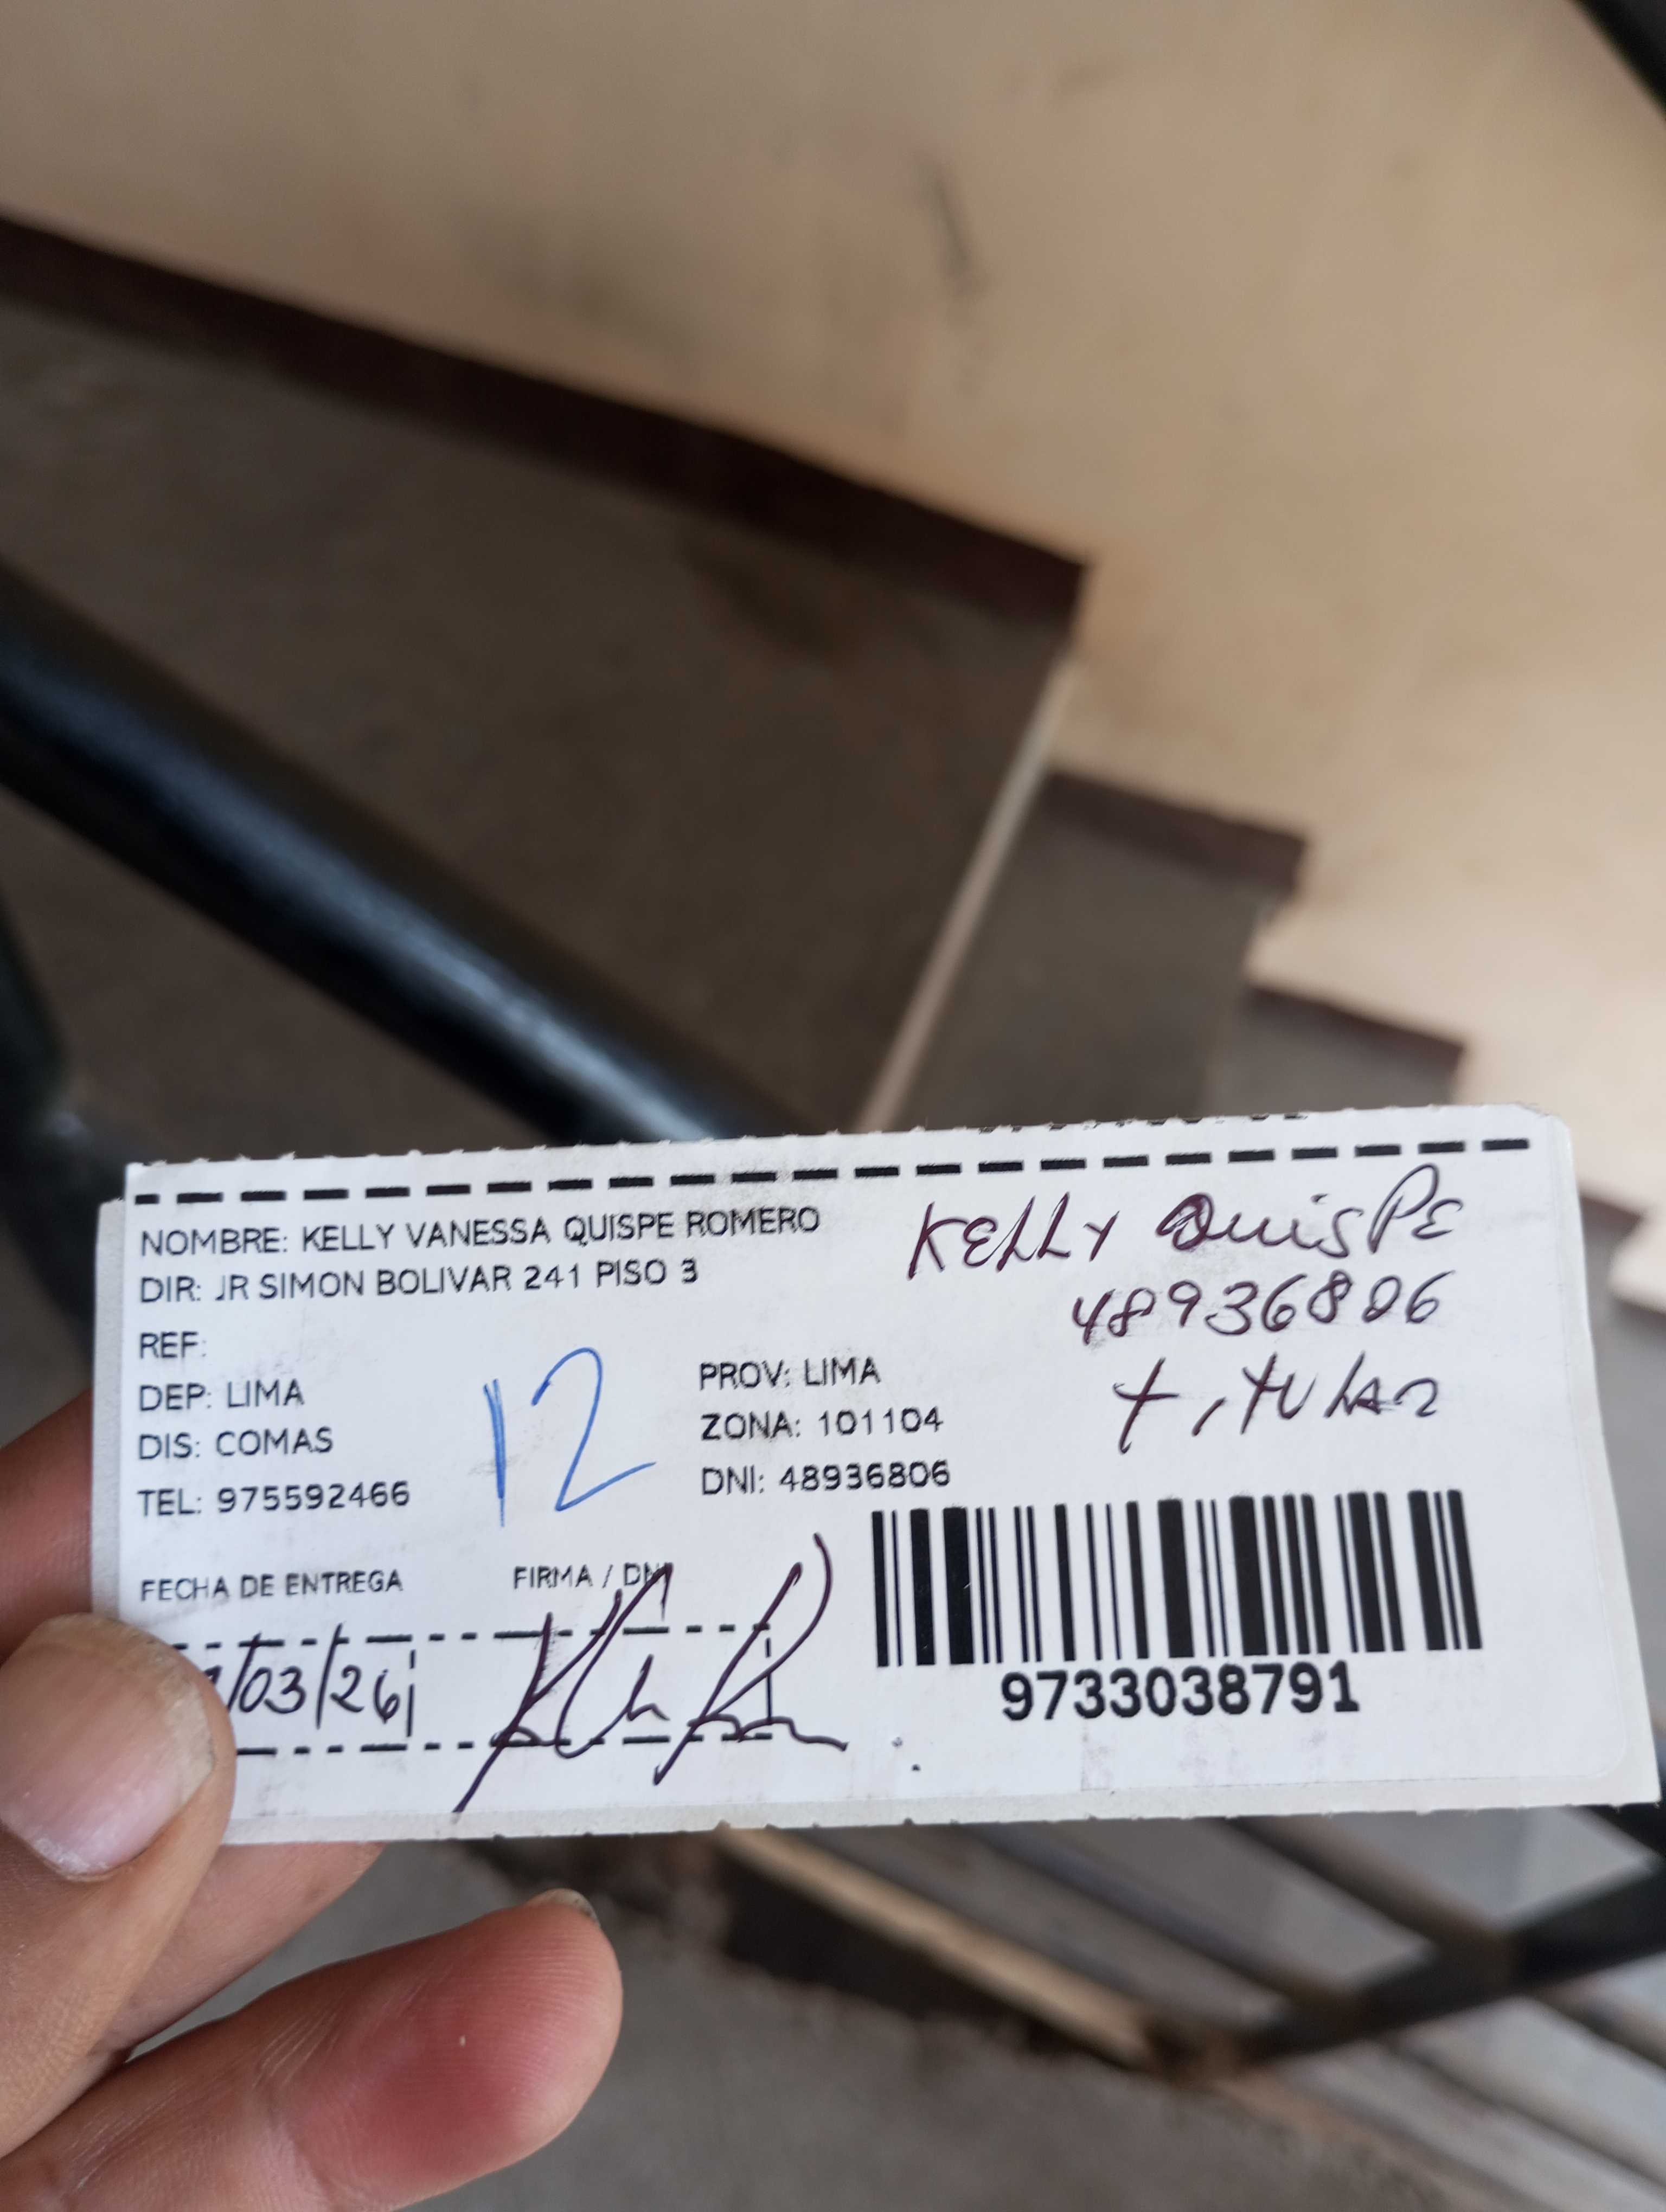 NOMBRE: KELLY VANESSA QUISPE ROMERO
KELLY QUISPE
DIR: JR SIMON BOLIVAR 241 PISO 3
48936806
REF:
titular
DEP: LIMA
12
PROV: LIMA
DIS: COMAS
ZONA: 101104
TEL: 975592466
DNI: 48936806
FECHA DE ENTREGA
FIRMA / DNI
/03/26
9733038791